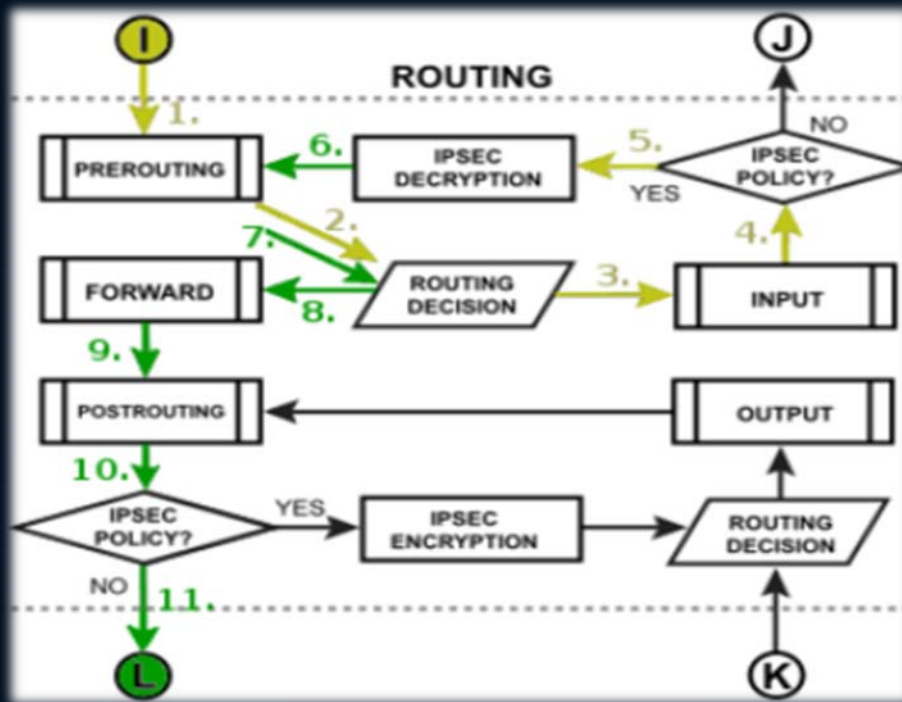 I
J
ROUTING
1.
NO
PREROUTING
6.
IPSEC
DECRYPTION
5.
YES
IPSEC
POLICY?
2.
7.
4.
FORWARD
8.
ROUTING
DECISION
3.
INPUT
9.
POSTROUTING
OUTPUT
10.
IPSEC
POLICY?
YES
IPSEC
ENCRYPTION
ROUTING
DECISION
NO
11.
L
K